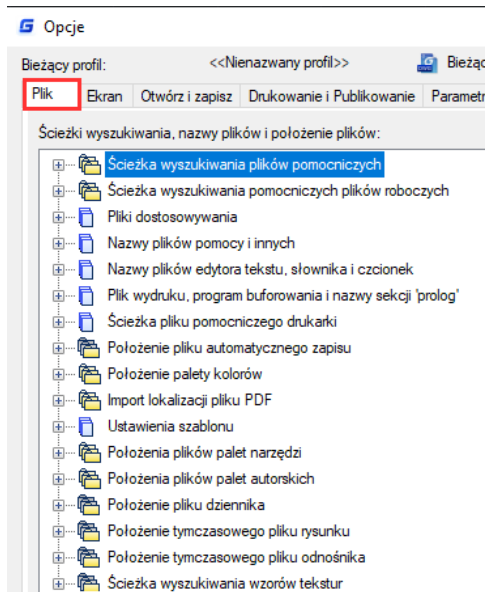 Opcje
Bieżący profil: <<Nienazwany profil>>
Plik Ekran Otwórz i zapisz Drukowanie i Publikowanie
Ścieżki wyszukiwania, nazwy plików i położenie plików:
Ścieżka wyszukiwania plików pomocniczych
Ścieżka wyszukiwania pomocniczych plików roboczych
Pliki dostosowywania
Nazwy plików pomocy i innych
Nazwy plików edytora tekstu, słownika i czcionek
Plik wydruku, program buforowania i nazwy sekcji 'prolog'
Ścieżka pliku pomocniczego drukarki
Położenie pliku automatycznego zapisu
Położenie palety kolorów
Import lokalizacji pliku PDF
Ustawienia szablonu
Położenia plików palet narzędzi
Położenia plików palet autorskich
Położenie pliku dziennika
Położenie tymczasowego pliku rysunku
Położenie tymczasowego pliku odnośnika
Ścieżka wyszukiwania wzorów tekstur